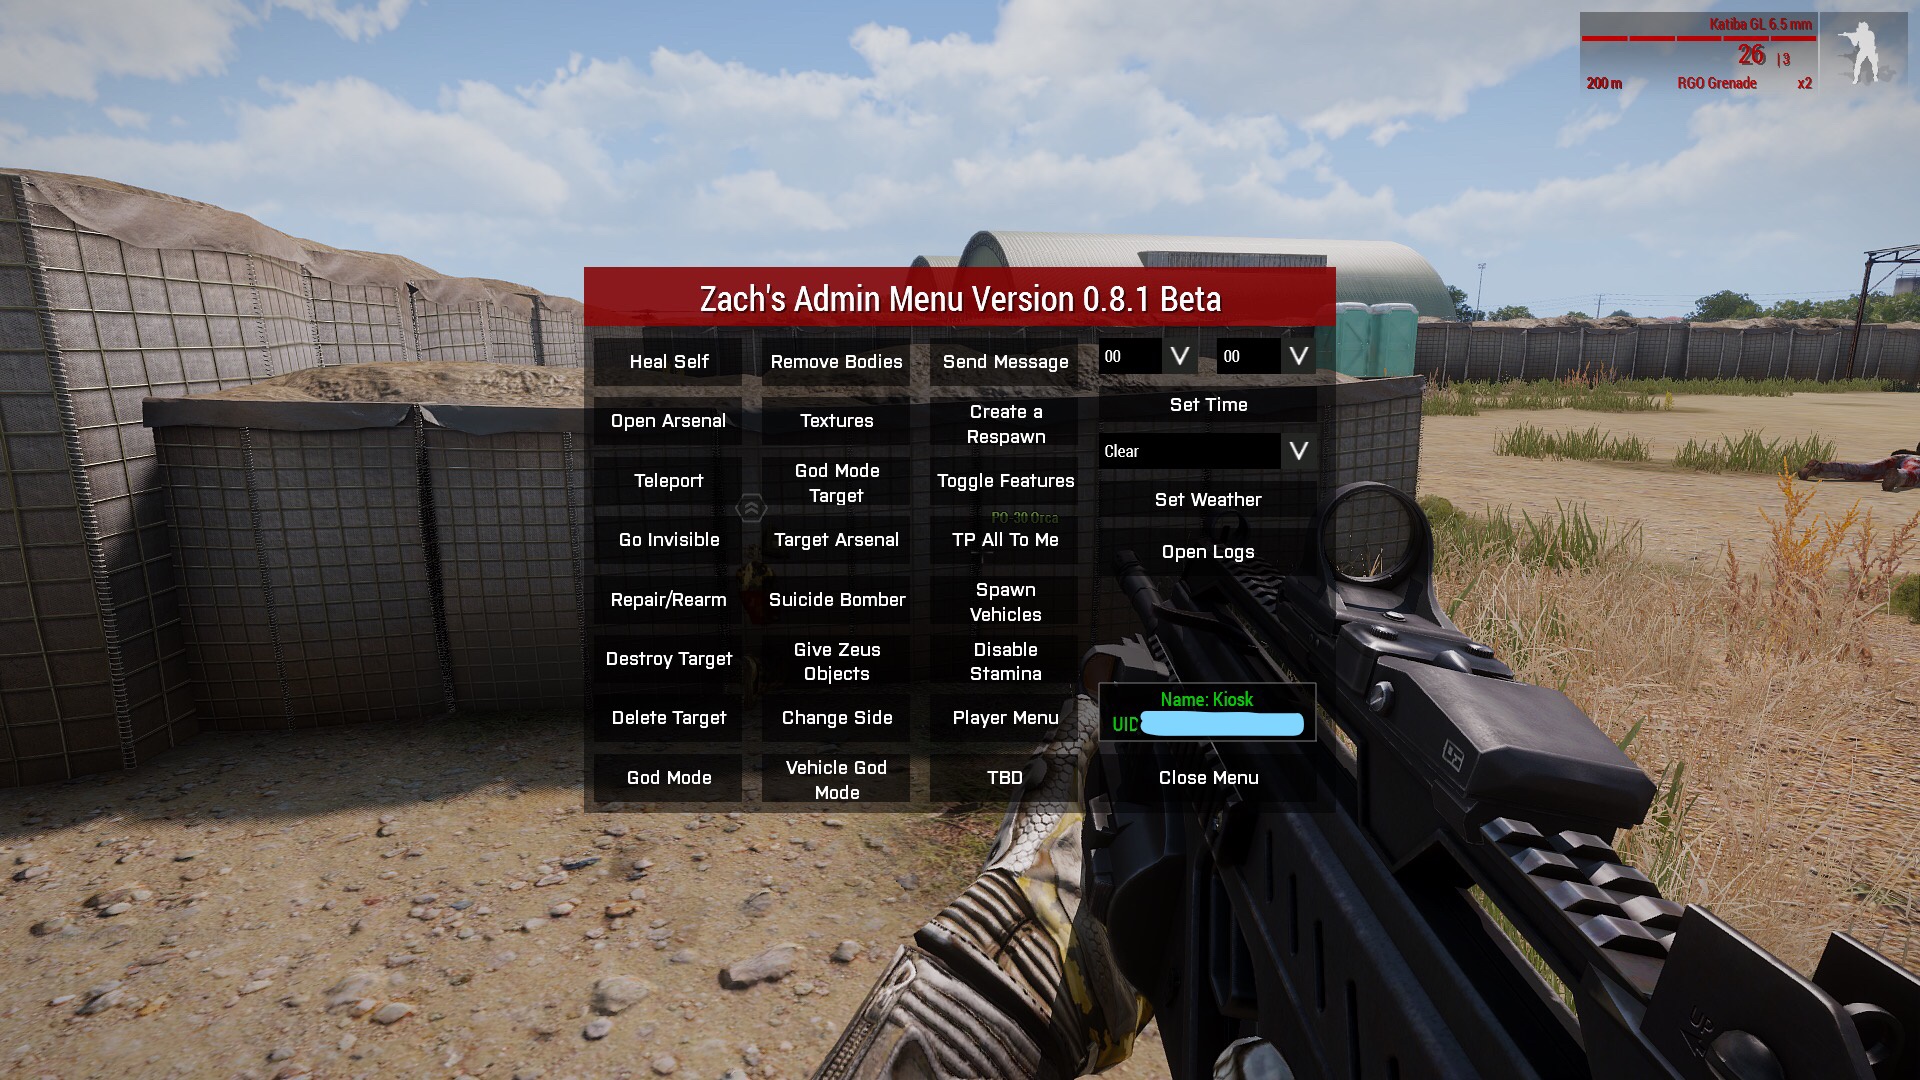 Katiba GL 6.5 mm
26 |3
200 m RGO Grenade x2
Zach's Admin Menu Version 0.8.1 Beta
Heal Self
Remove Bodies
Send Message
00
00
Open Arsenal
Textures
Create a
Respawn
Set Time
Clear
Teleport
God Mode
Target
Toggle Features
Set Weather
PO-30 Orca
Go Invisible
Target Arsenal
TP All To Me
Open Logs
Repair/Rearm
Suicide Bomber
Spawn
Vehicles
Destroy Target
Give Zeus
Objects
Disable
Stamina
Delete Target
Change Side
Player Menu
Name: Kiosk
UID
God Mode
Vehicle God
Mode
TBD
Close Menu
UP